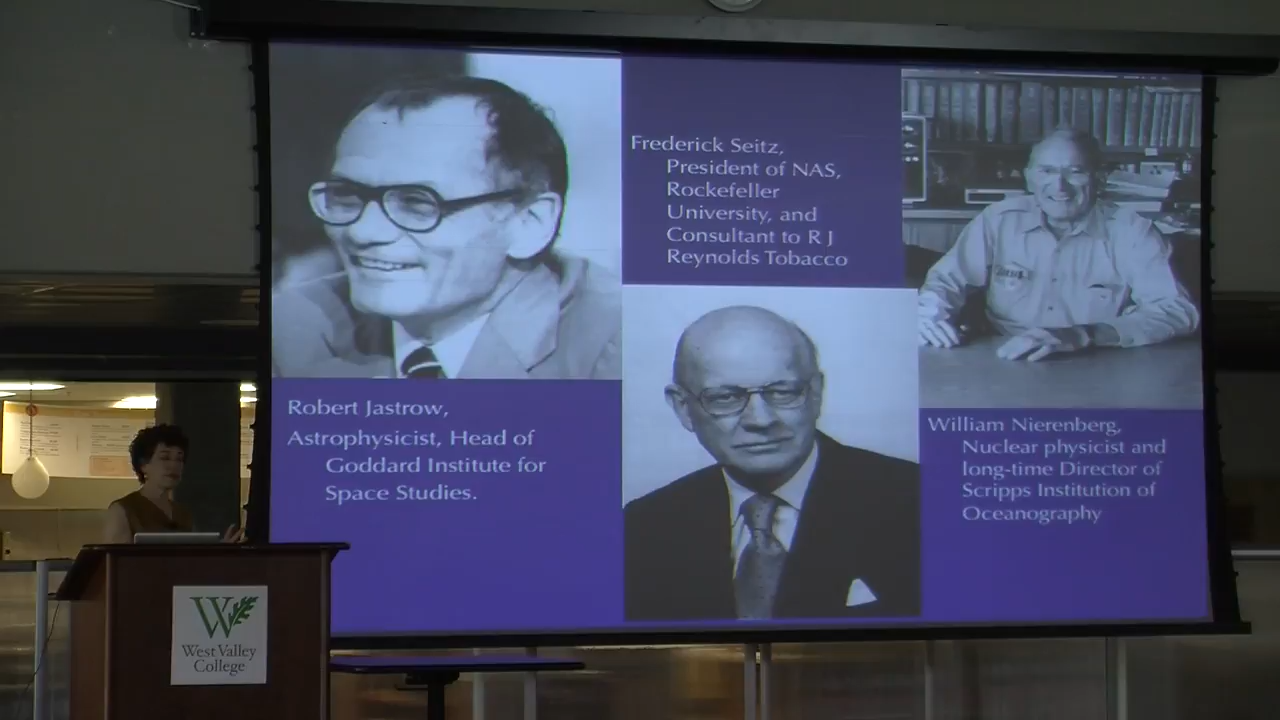 Frederick Seitz,
President of NAS,
Rockefeller
University, and
Consultant to R J
Reynolds Tobacco
Robert Jastrow,
Astrophysicist, Head of
Goddard Institute for
Space Studies.
William Nierenberg,
Nuclear physicist and
long-time Director of
Scripps Institution of
Oceanography
W
West Valley
College